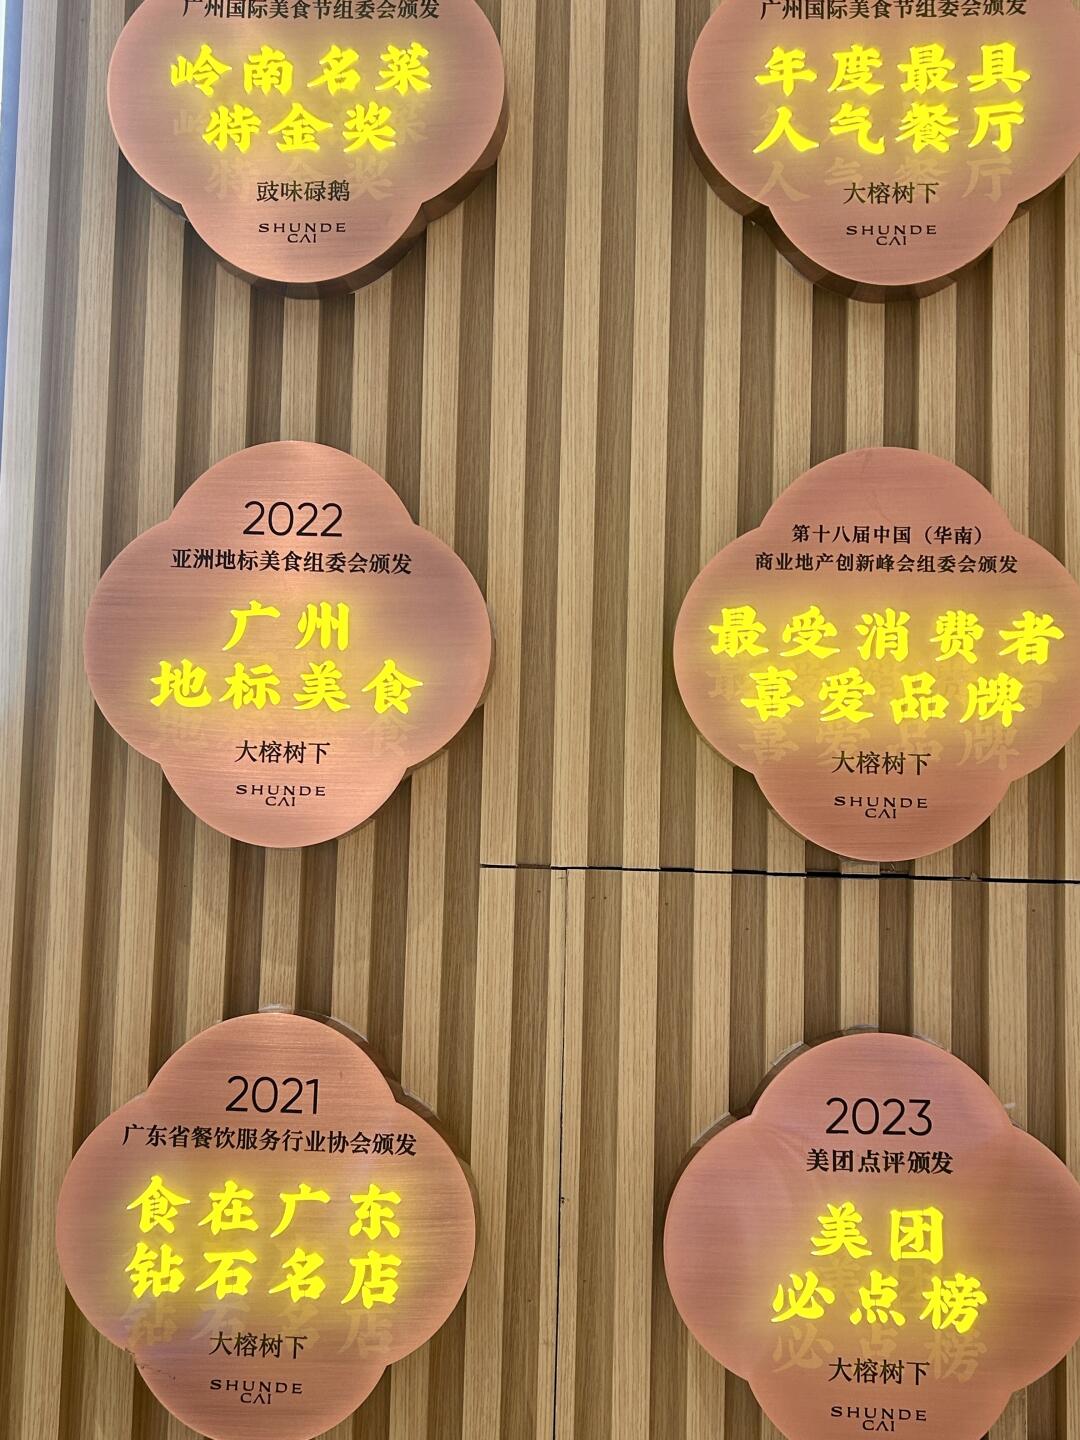 广州国际美食节组委会颁发
岭南名菜
特金奖
豉味碌鹅
SHUNDE
CAI
广州国际美食节组委会颁发
年度最具
人气餐厅
大榕树下
SHUNDE
CAI
2022
亚洲地标美食组委会颁发
广州
地标美食
大榕树下
SHUNDE
CAI
第十八届中国（华南）
商业地产创新峰会组委会颁发
最受消费者
喜爱品牌
大榕树下
SHUNDE
CAI
2021
广东省餐饮服务行业协会颁发
食在广东
钻石名店
大榕树下
SHUNDE
CAI
2023
美团点评颁发
美团
必点榜
大榕树下
SHUNDE
CAI